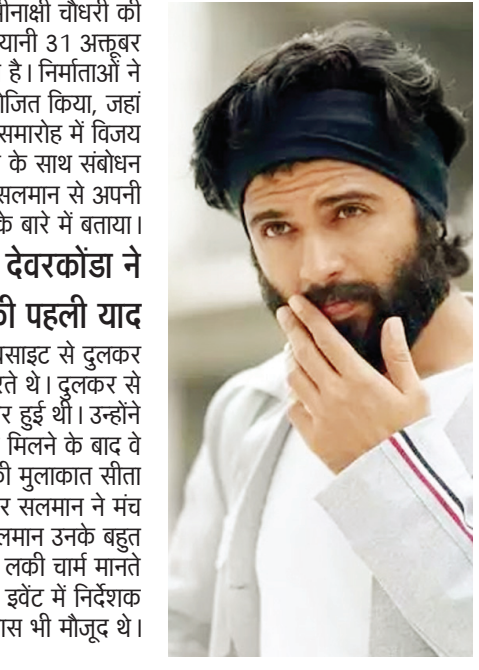 मीनाक्षी चौधरी की
यानी 31 अक्तूबर
है। निर्माताओं ने
जित किया, जहां
समारोह में विजय
के साथ संबोधन
सलमान से अपनी
के बारे में बताया।
देवरकोंडा ने
की पहली याद
साइट से दुलकर
रते थे। दुलकर से
र हुई थी। उन्होंने
मिलने के बाद वे
की मुलाकात सीता
र सलमान ने मंच
लमान उनके बहुत
लकी चार्म मानते
इवेंट में निर्देशक
स भी मौजूद थे।